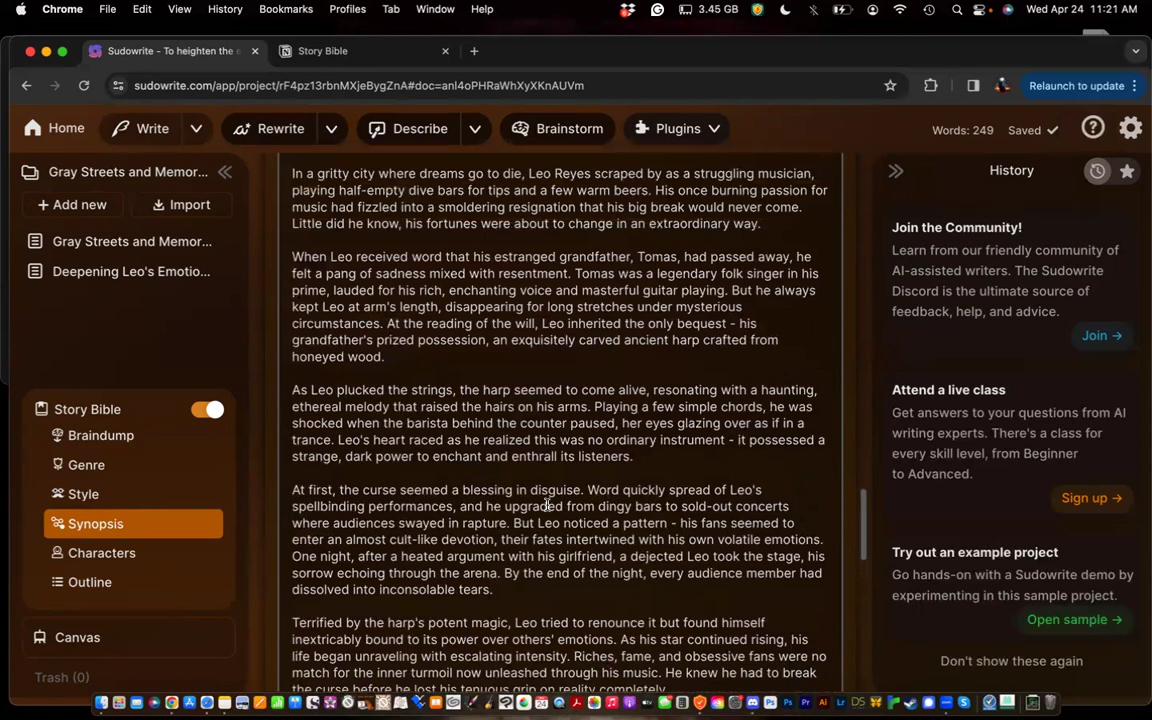 Chrome File Edit View History Bookmarks Profiles Tab Window Help 3.45 GB Wed Apr 24 11:21 AM
Sudowrite - To heighten the e Story Bible
sudowrite.com/app/project/rF4pz13rbnMXjeBygZnA#doc=anl4oPHRaWhXyXKnAUVm Relaunch to update
Home Write Rewrite Describe Brainstorm Plugins Words: 249 Saved
Gray Streets and Memor...
+ Add new Import
Gray Streets and Memor...
Deepening Leo's Emotio...
Story Bible
Braindump
Genre
Style
Synopsis
Characters
Outline
Canvas
Trash (0)
In a gritty city where dreams go to die, Leo Reyes scraped by as a struggling musician,
playing half-empty dive bars for tips and a few warm beers. His once burning passion for
music had fizzled into a smoldering resignation that his big break would never come.
Little did he know, his fortunes were about to change in an extraordinary way.
When Leo received word that his estranged grandfather, Tomas, had passed away, he
felt a pang of sadness mixed with resentment. Tomas was a legendary folk singer in his
prime, lauded for his rich, enchanting voice and masterful guitar playing. But he always
kept Leo at arm's length, disappearing for long stretches under mysterious
circumstances. At the reading of the will, Leo inherited the only bequest - his
grandfather's prized possession, an exquisitely carved ancient harp crafted from
honeyed wood.
As Leo plucked the strings, the harp seemed to come alive, resonating with a haunting,
ethereal melody that raised the hairs on his arms. Playing a few simple chords, he was
shocked when the barista behind the counter paused, her eyes glazing over as if in a
trance. Leo's heart raced as he realized this was no ordinary instrument - it possessed a
strange, dark power to enchant and enthrall its listeners.
At first, the curse seemed a blessing in disguise. Word quickly spread of Leo's
spellbinding performances, and he upgraded from dingy bars to sold-out concerts
where audiences swayed in rapture. But Leo noticed a pattern - his fans seemed to
enter an almost cult-like devotion, their fates intertwined with his own volatile emotions.
One night, after a heated argument with his girlfriend, a dejected Leo took the stage, his
sorrow echoing through the arena. By the end of the night, every audience member had
dissolved into inconsolable tears.
Terrified by the harp's potent magic, Leo tried to renounce it but found himself
inextricably bound to its power over others' emotions. As his star continued rising, his
life began unraveling with escalating intensity. Riches, fame, and obsessive fans were no
match for the inner turmoil now unleashed through his music. He knew he had to break
the curse before he lost his tenuous grip on reality completely.
History
Join the Community!
Learn from our friendly community of
AI-assisted writers. The Sudowrite
Discord is the ultimate source of
feedback, help, and advice.
Join →
Attend a live class
Get answers to your questions from AI
writing experts. There's a class for
every skill level, from Beginner
to Advanced.
Sign up →
Try out an example project
Go hands-on with a Sudowrite demo by
experimenting in this sample project.
Open sample →
Don't show these again